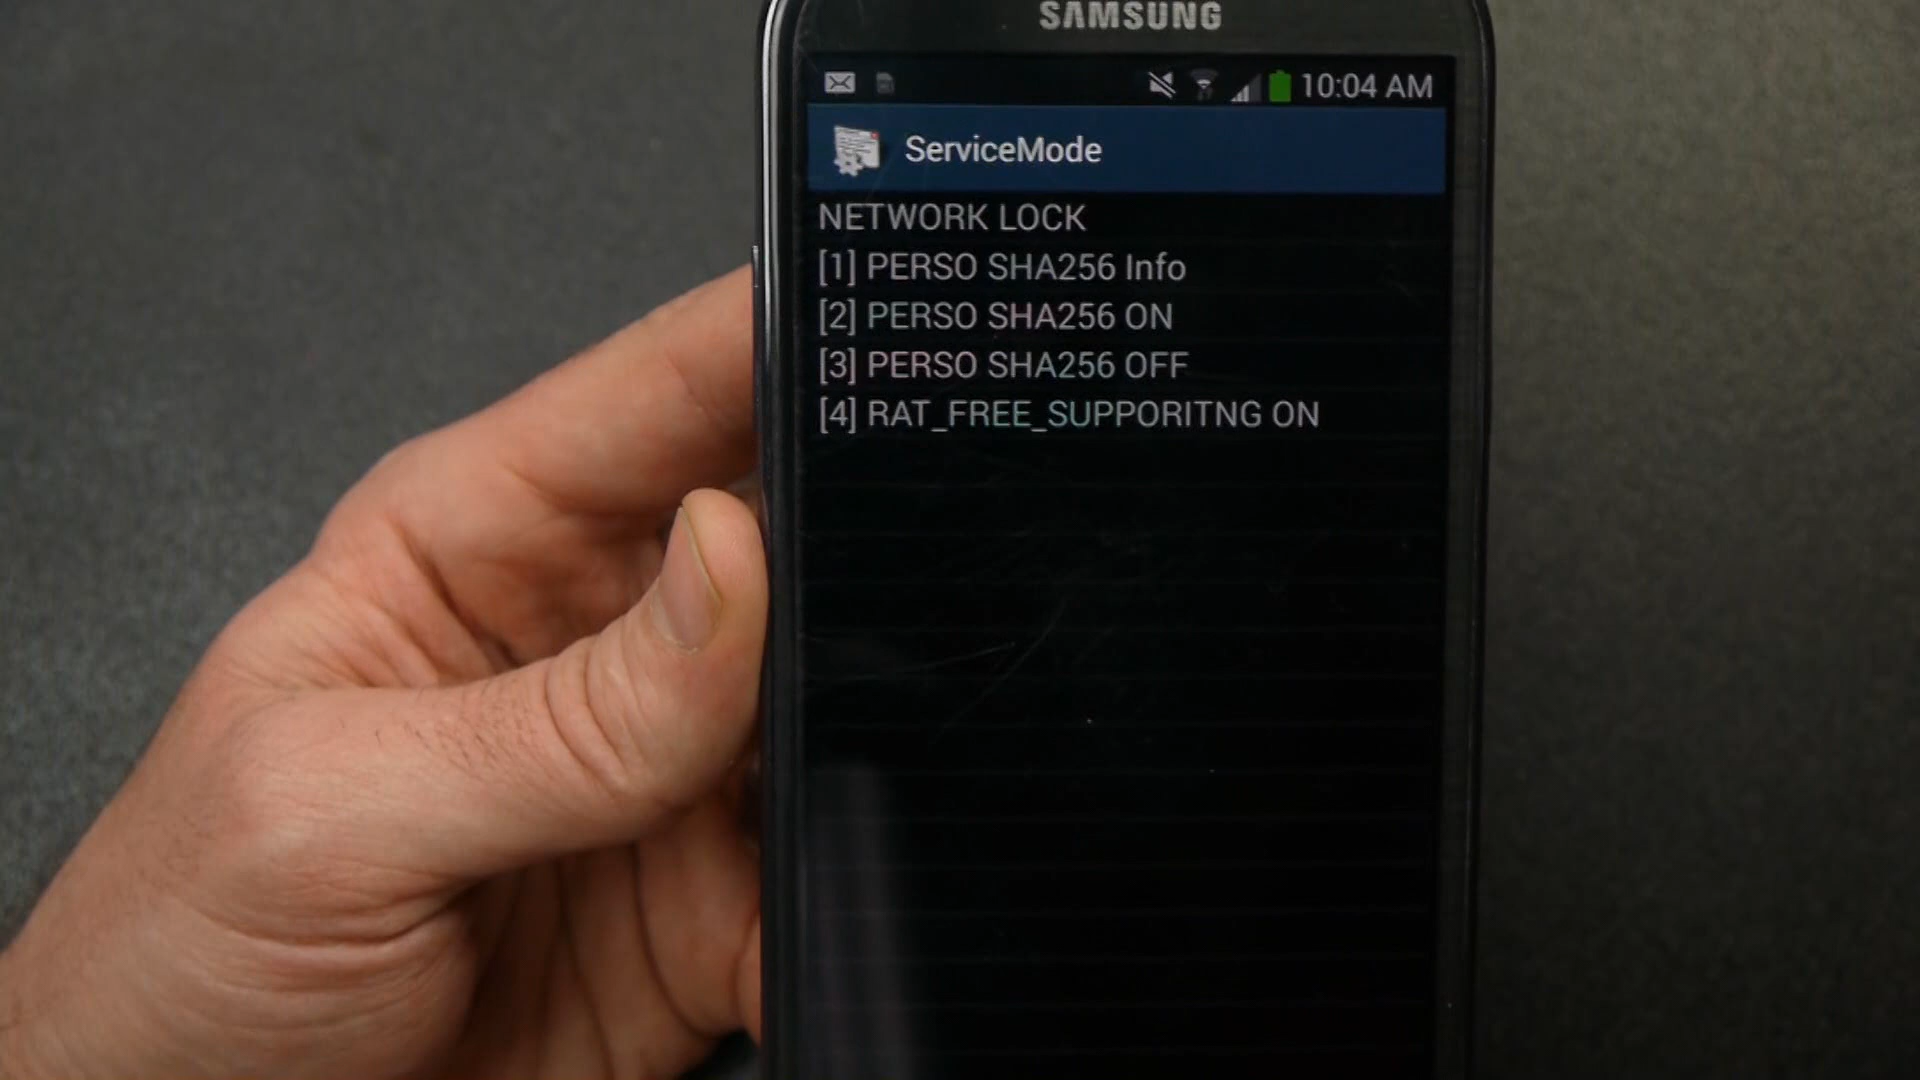 SAMSUNG
10:04 AM
ServiceMode
NETWORK LOCK
[1] PERSO SHA256 Info
[2] PERSO SHA256 ON
[3] PERSO SHA256 OFF
[4] RAT_FREE_SUPPORITNG ON